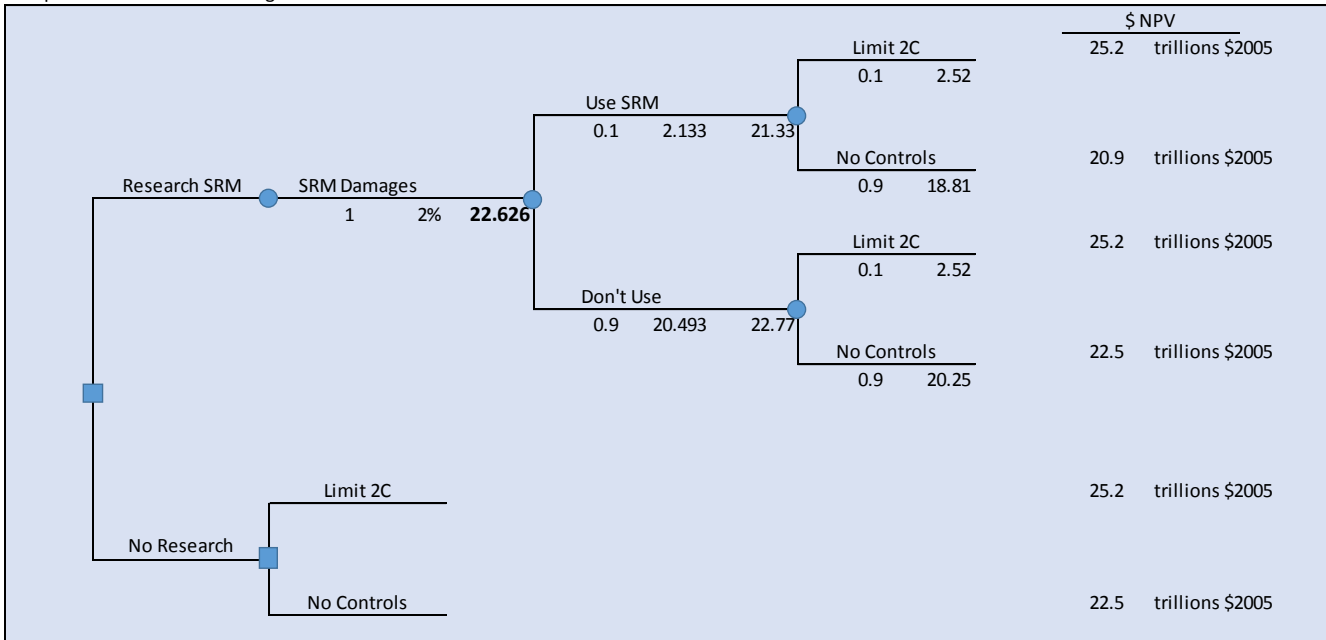 $ NPV
Limit 2C 25.2 trillions $2005
0.1 2.52
Use SRM
0.1 2.133 21.33
No Controls 20.9 trillions $2005
Research SRM SRM Damages 0.9 18.81
1 2% 22.626
Limit 2C 25.2 trillions $2005
0.1 2.52
Don't Use
0.9 20.493 22.77
No Controls 22.5 trillions $2005
0.9 20.25
Limit 2C 25.2 trillions $2005
No Research
No Controls 22.5 trillions $2005